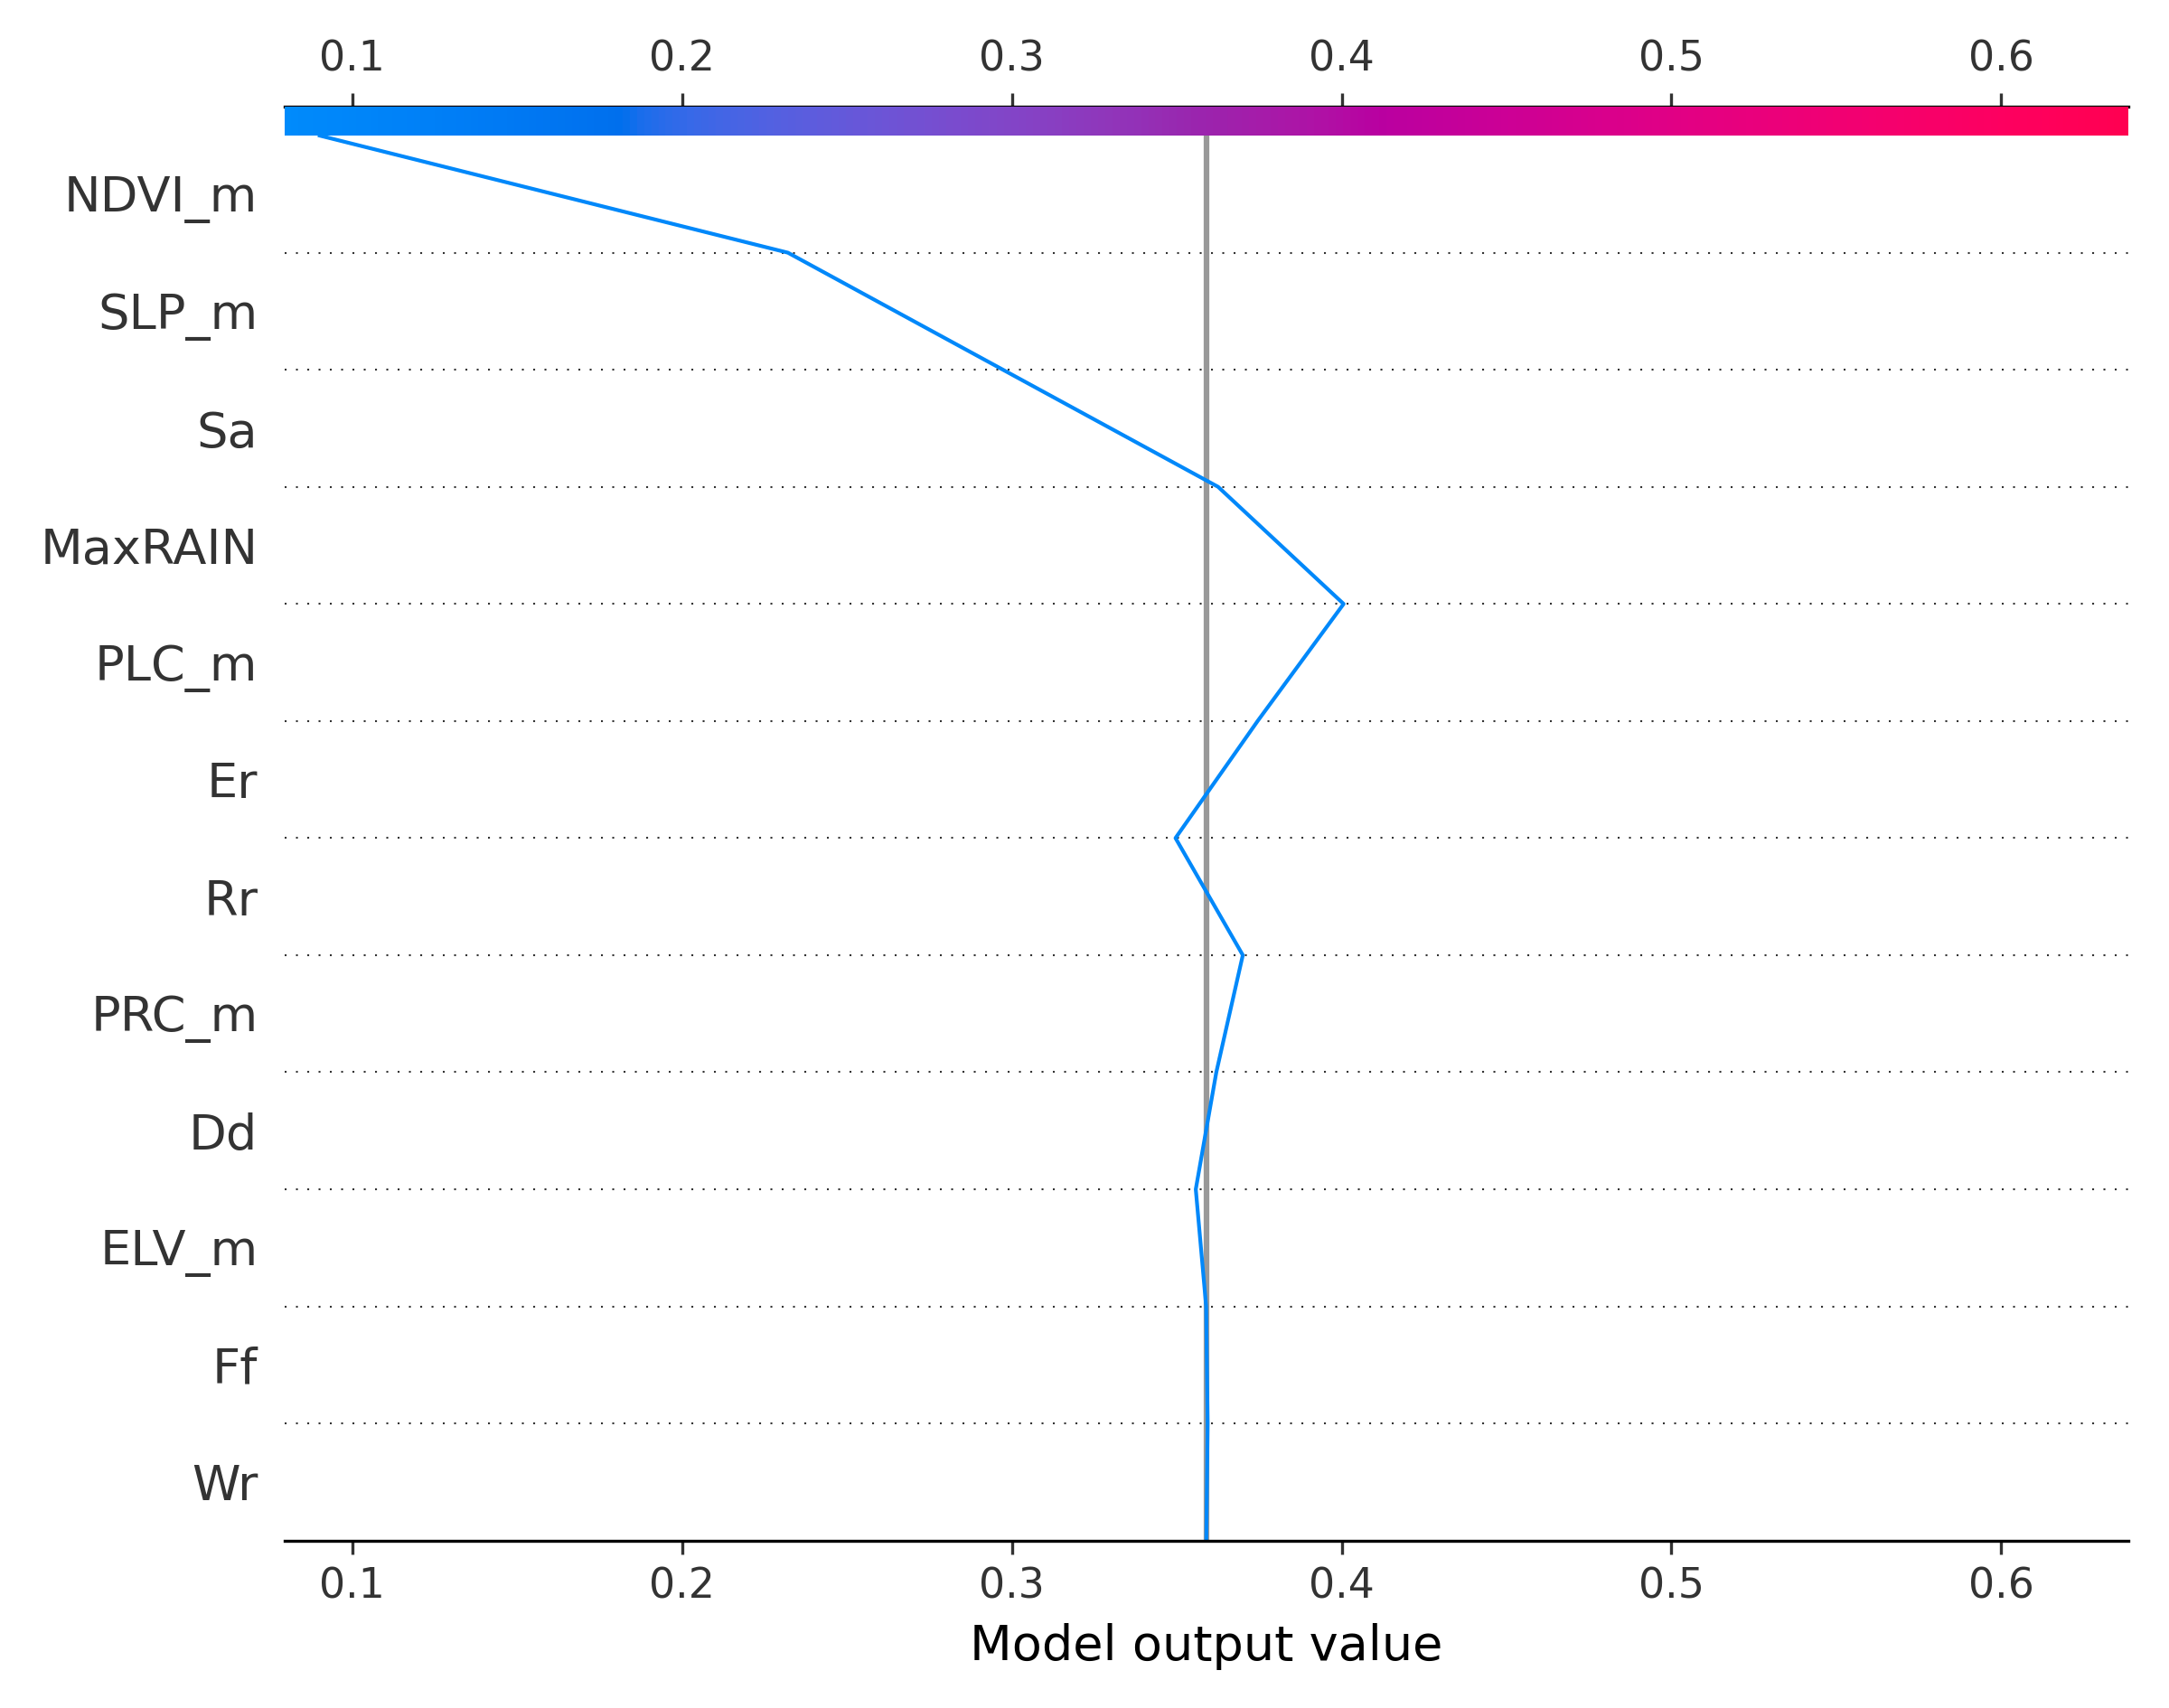 0.1 0.2 0.3 0.4 0.5 0.6
NDVI_m
SLP_m
Sa
MaxRAIN
PLC_m
Er
Rr
PRC_m
Dd
ELV_m
Ff
Wr
0.1 0.2 0.3 0.4 0.5 0.6
Model output value